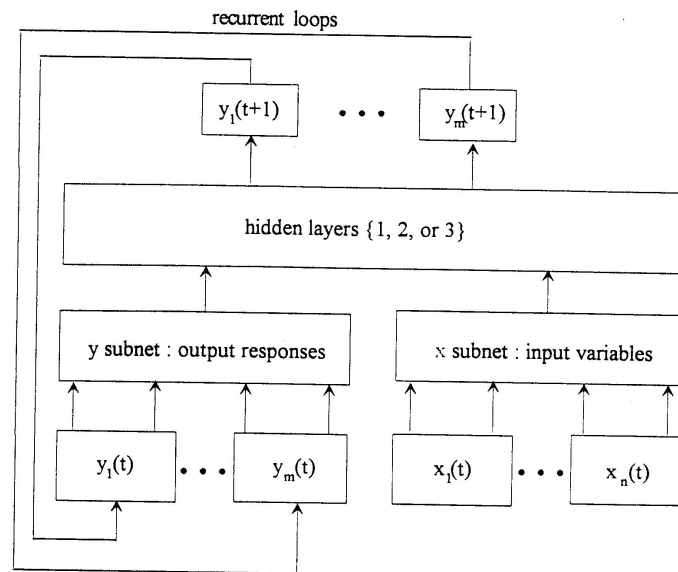 recurrent loops
y₁(t+1) • • • yₘ(t+1)
hidden layers {1, 2, or 3}
y subnet : output responses
x subnet : input variables
y₁(t) • • • yₘ(t)
x₁(t) • • • xₙ(t)